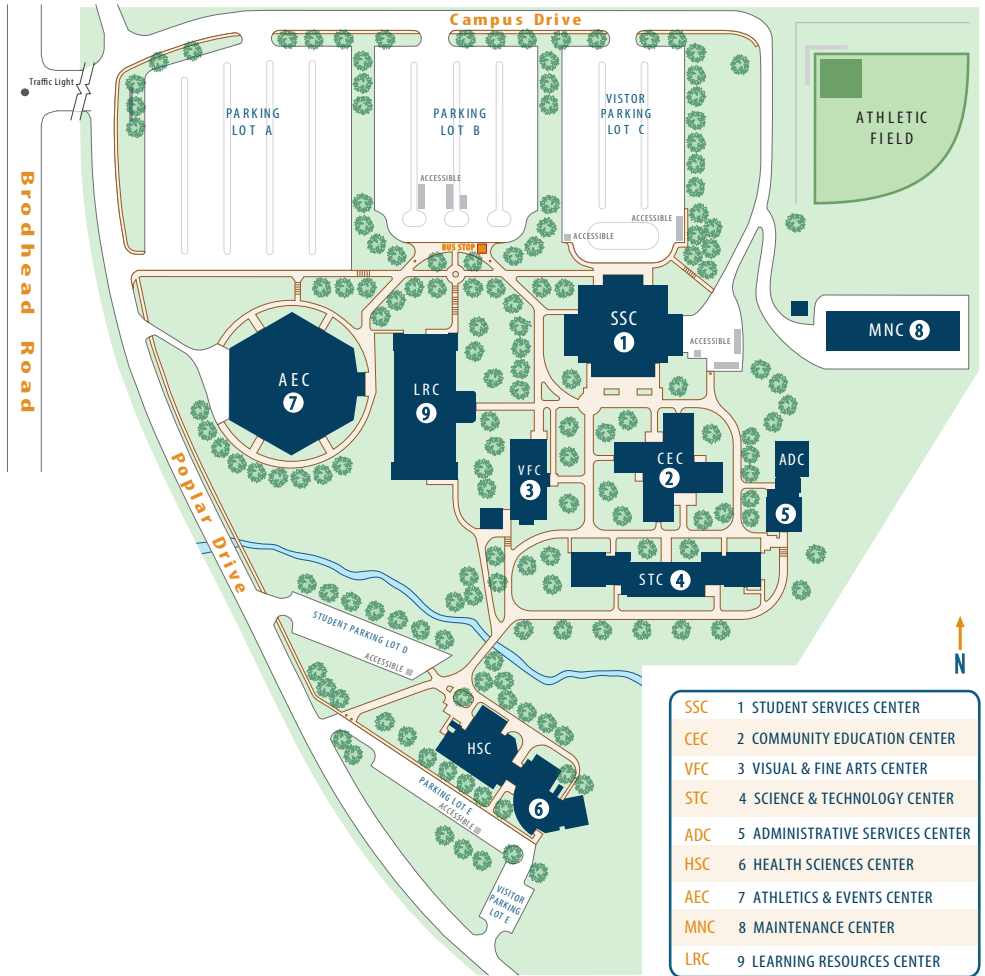 Campus Drive
Traffic Light
PARKING
LOT A
PARKING
LOT B
VISTOR
PARKING
LOT C
ATHLETIC
FIELD
ACCESSIBLE
ACCESSIBLE
ACCESSIBLE
BUS STOP
Brodhead Road
SSC
1
MNC 8
ACCESSIBLE
AEC
7
LRC
9
VFC
3
CEC
2
ADC
5
Poplar Drive
STC 4
STUDENT PARKING LOT D
ACCESSIBLE
N
HSC
6
PARKING LOT E
ACCESSIBLE
VISITOR
PARKING
LOT E
SSC 1 STUDENT SERVICES CENTER
CEC 2 COMMUNITY EDUCATION CENTER
VFC 3 VISUAL & FINE ARTS CENTER
STC 4 SCIENCE & TECHNOLOGY CENTER
ADC 5 ADMINISTRATIVE SERVICES CENTER
HSC 6 HEALTH SCIENCES CENTER
AEC 7 ATHLETICS & EVENTS CENTER
MNC 8 MAINTENANCE CENTER
LRC 9 LEARNING RESOURCES CENTER